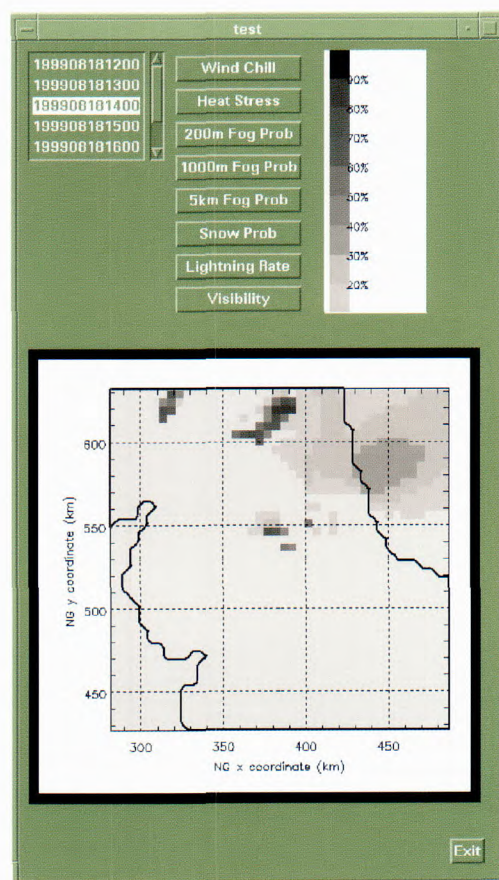 test
199908181200
199908181300
199908181400
199908181500
199908181600
Wind Chill
Heat Stress
200m Fog Prob
1000m Fog Prob
5km Fog Prob
Snow Prob
Lightning Rate
Visibility
90%
80%
70%
60%
50%
40%
30%
20%
600
550
500
450
NG y coordinate (km)
300
350
400
450
NG x coordinate (km)
Exit